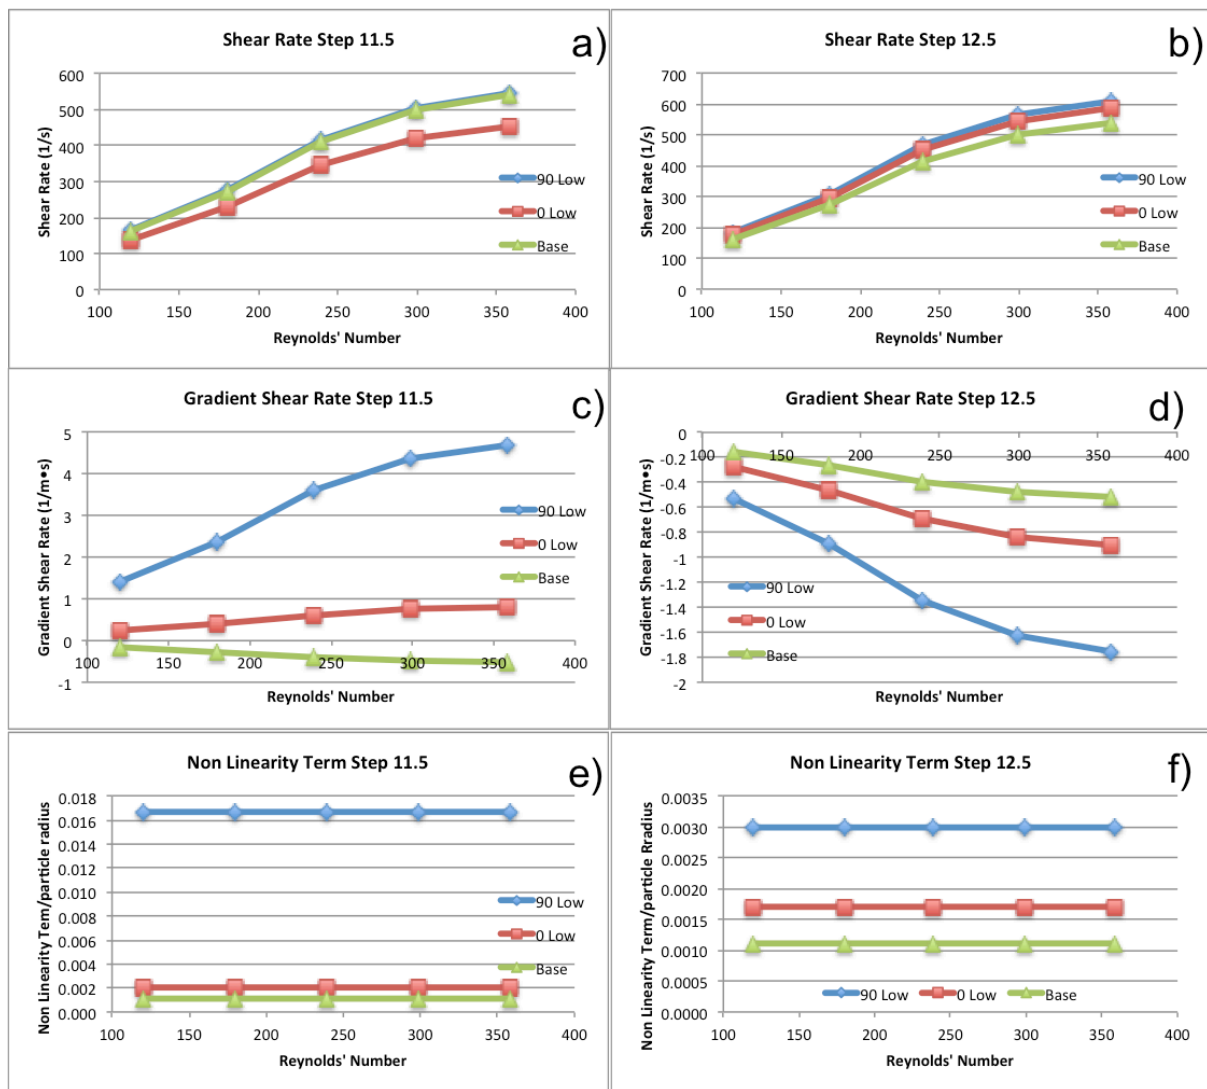 Shear Rate Step 11.5
a)
600
500
400
300
200
100
0
Shear Rate (1/s)
90 Low
0 Low
Base
100 150 200 250 300 350 400
Reynolds' Number
Shear Rate Step 12.5
b)
700
600
500
400
300
200
100
0
Shear Rate (1/s)
90 Low
0 Low
Base
100 150 200 250 300 350 400
Reynolds' Number
Gradient Shear Rate Step 11.5
c)
5
4
3
2
1
0
-1
Gradient Shear Rate (1/m•s)
90 Low
0 Low
Base
100 150 200 250 300 350 400
Reynolds' Number
Gradient Shear Rate Step 12.5
d)
0
-0.2
-0.4
-0.6
-0.8
-1
-1.2
-1.4
-1.6
-1.8
-2
Gradient Shear Rate (1/m•s)
100 150 200 250 300 350 400
90 Low
0 Low
Base
Reynolds' Number
Non Linearity Term Step 11.5
e)
0.018
0.016
0.014
0.012
0.010
0.008
0.006
0.004
0.002
0.000
Non Linearity Tem/particle radius
90 Low
0 Low
Base
100 150 200 250 300 350 400
Reynolds' Number
Non Linearity Term Step 12.5
f)
0.0035
0.0030
0.0025
0.0020
0.0015
0.0010
0.0005
0.0000
Non Linearity Term/particle Rradius
90 Low 0 Low Base
100 150 200 250 300 350 400
Reynolds' Number